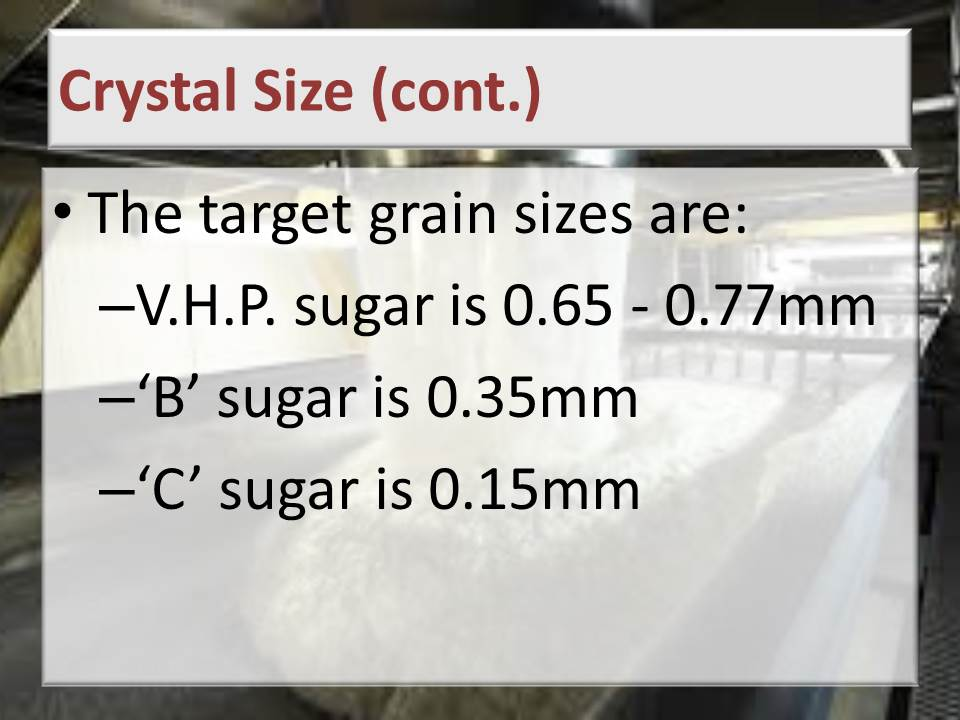 Crystal Size (cont.)
• The target grain sizes are:
–V.H.P. sugar is 0.65 - 0.77mm
–‘B’ sugar is 0.35mm
–‘C’ sugar is 0.15mm